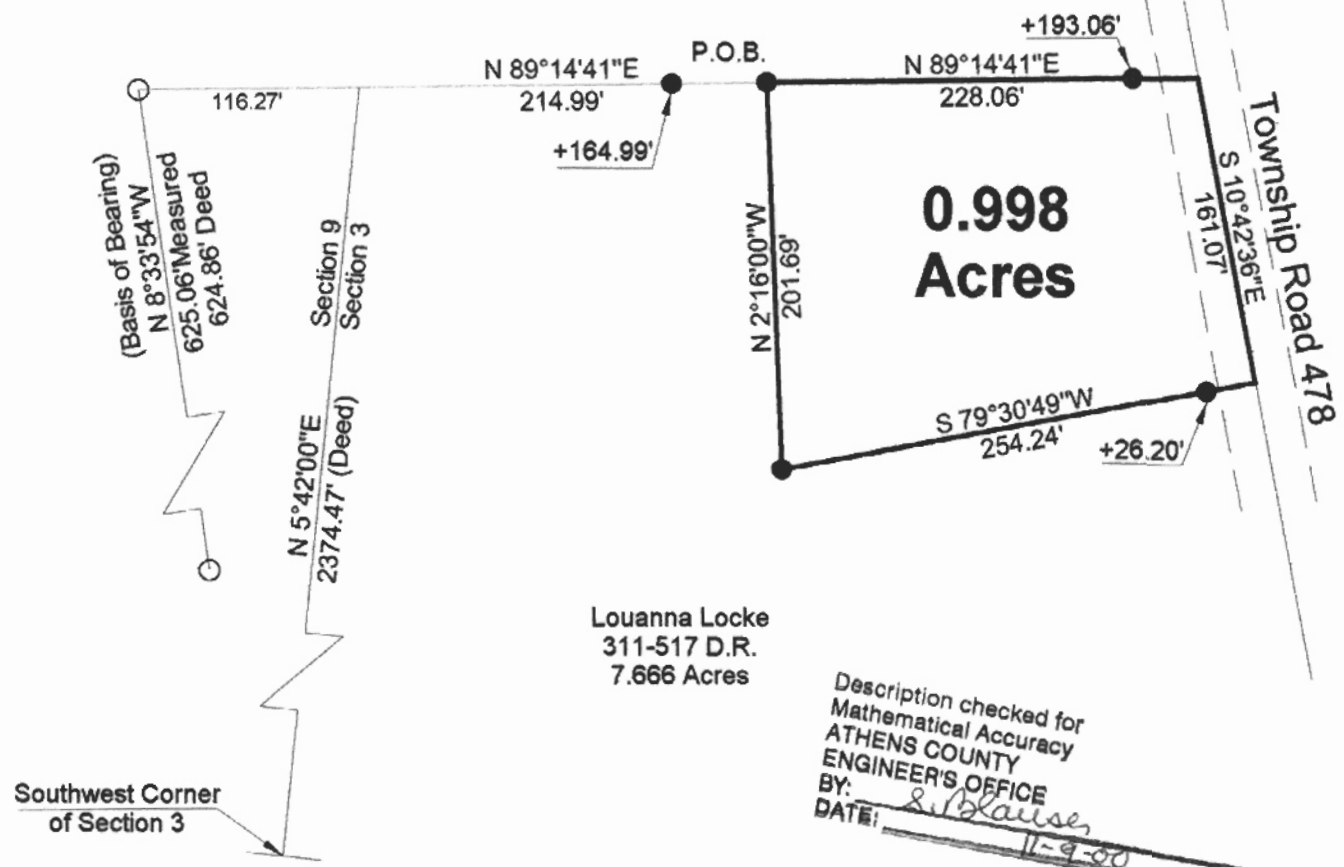 +193.06'
P.O.B.
N 89°14'41"E
N 89°14'41"E
116.27'
214.99'
228.06'
+164.99'
Township Road 478
S 10°42'36"E
161.07'
(Basis of Bearing)
N 8°33'54"W
625.06'Measured
624.86' Deed
Section 9
Section 3
N 2°16'00"W
201.69'
0.998
Acres
N 5°42'00"E
2374.47' (Deed)
S 79°30'49"W
254.24'
+26.20'
Louanna Locke
311-517 D.R.
7.666 Acres
Description checked for
Mathematical Accuracy
ATHENS COUNTY
ENGINEER'S OFFICE
BY:
DATE: 11-9-00
Southwest Corner
of Section 3